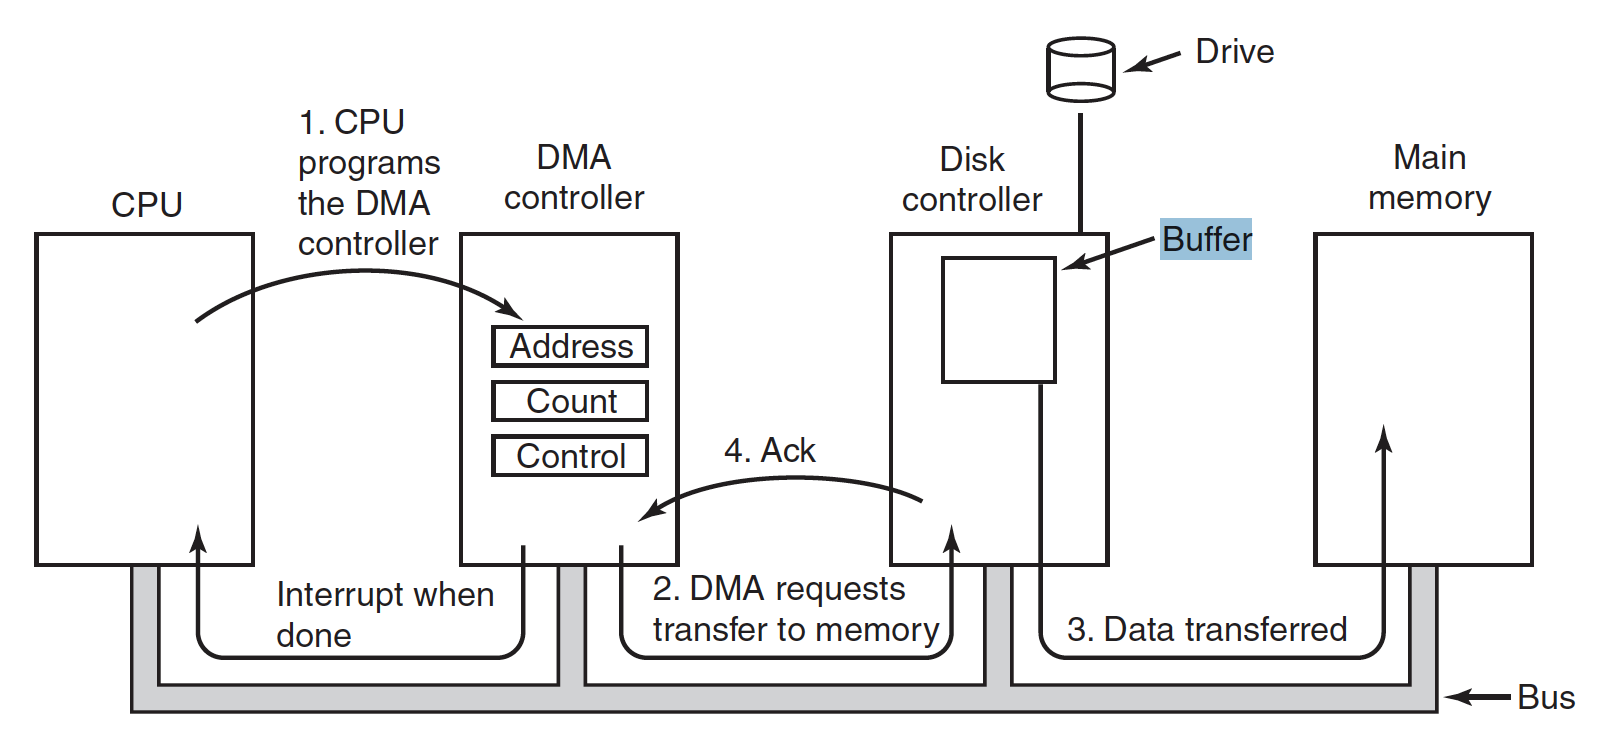 Drive
1. CPU
programs
the DMA
controller
CPU
DMA
controller
Disk
controller
Main
memory
Buffer
Address
Count
Control
4. Ack
Interrupt when
done
2. DMA requests
transfer to memory
3. Data transferred
Bus